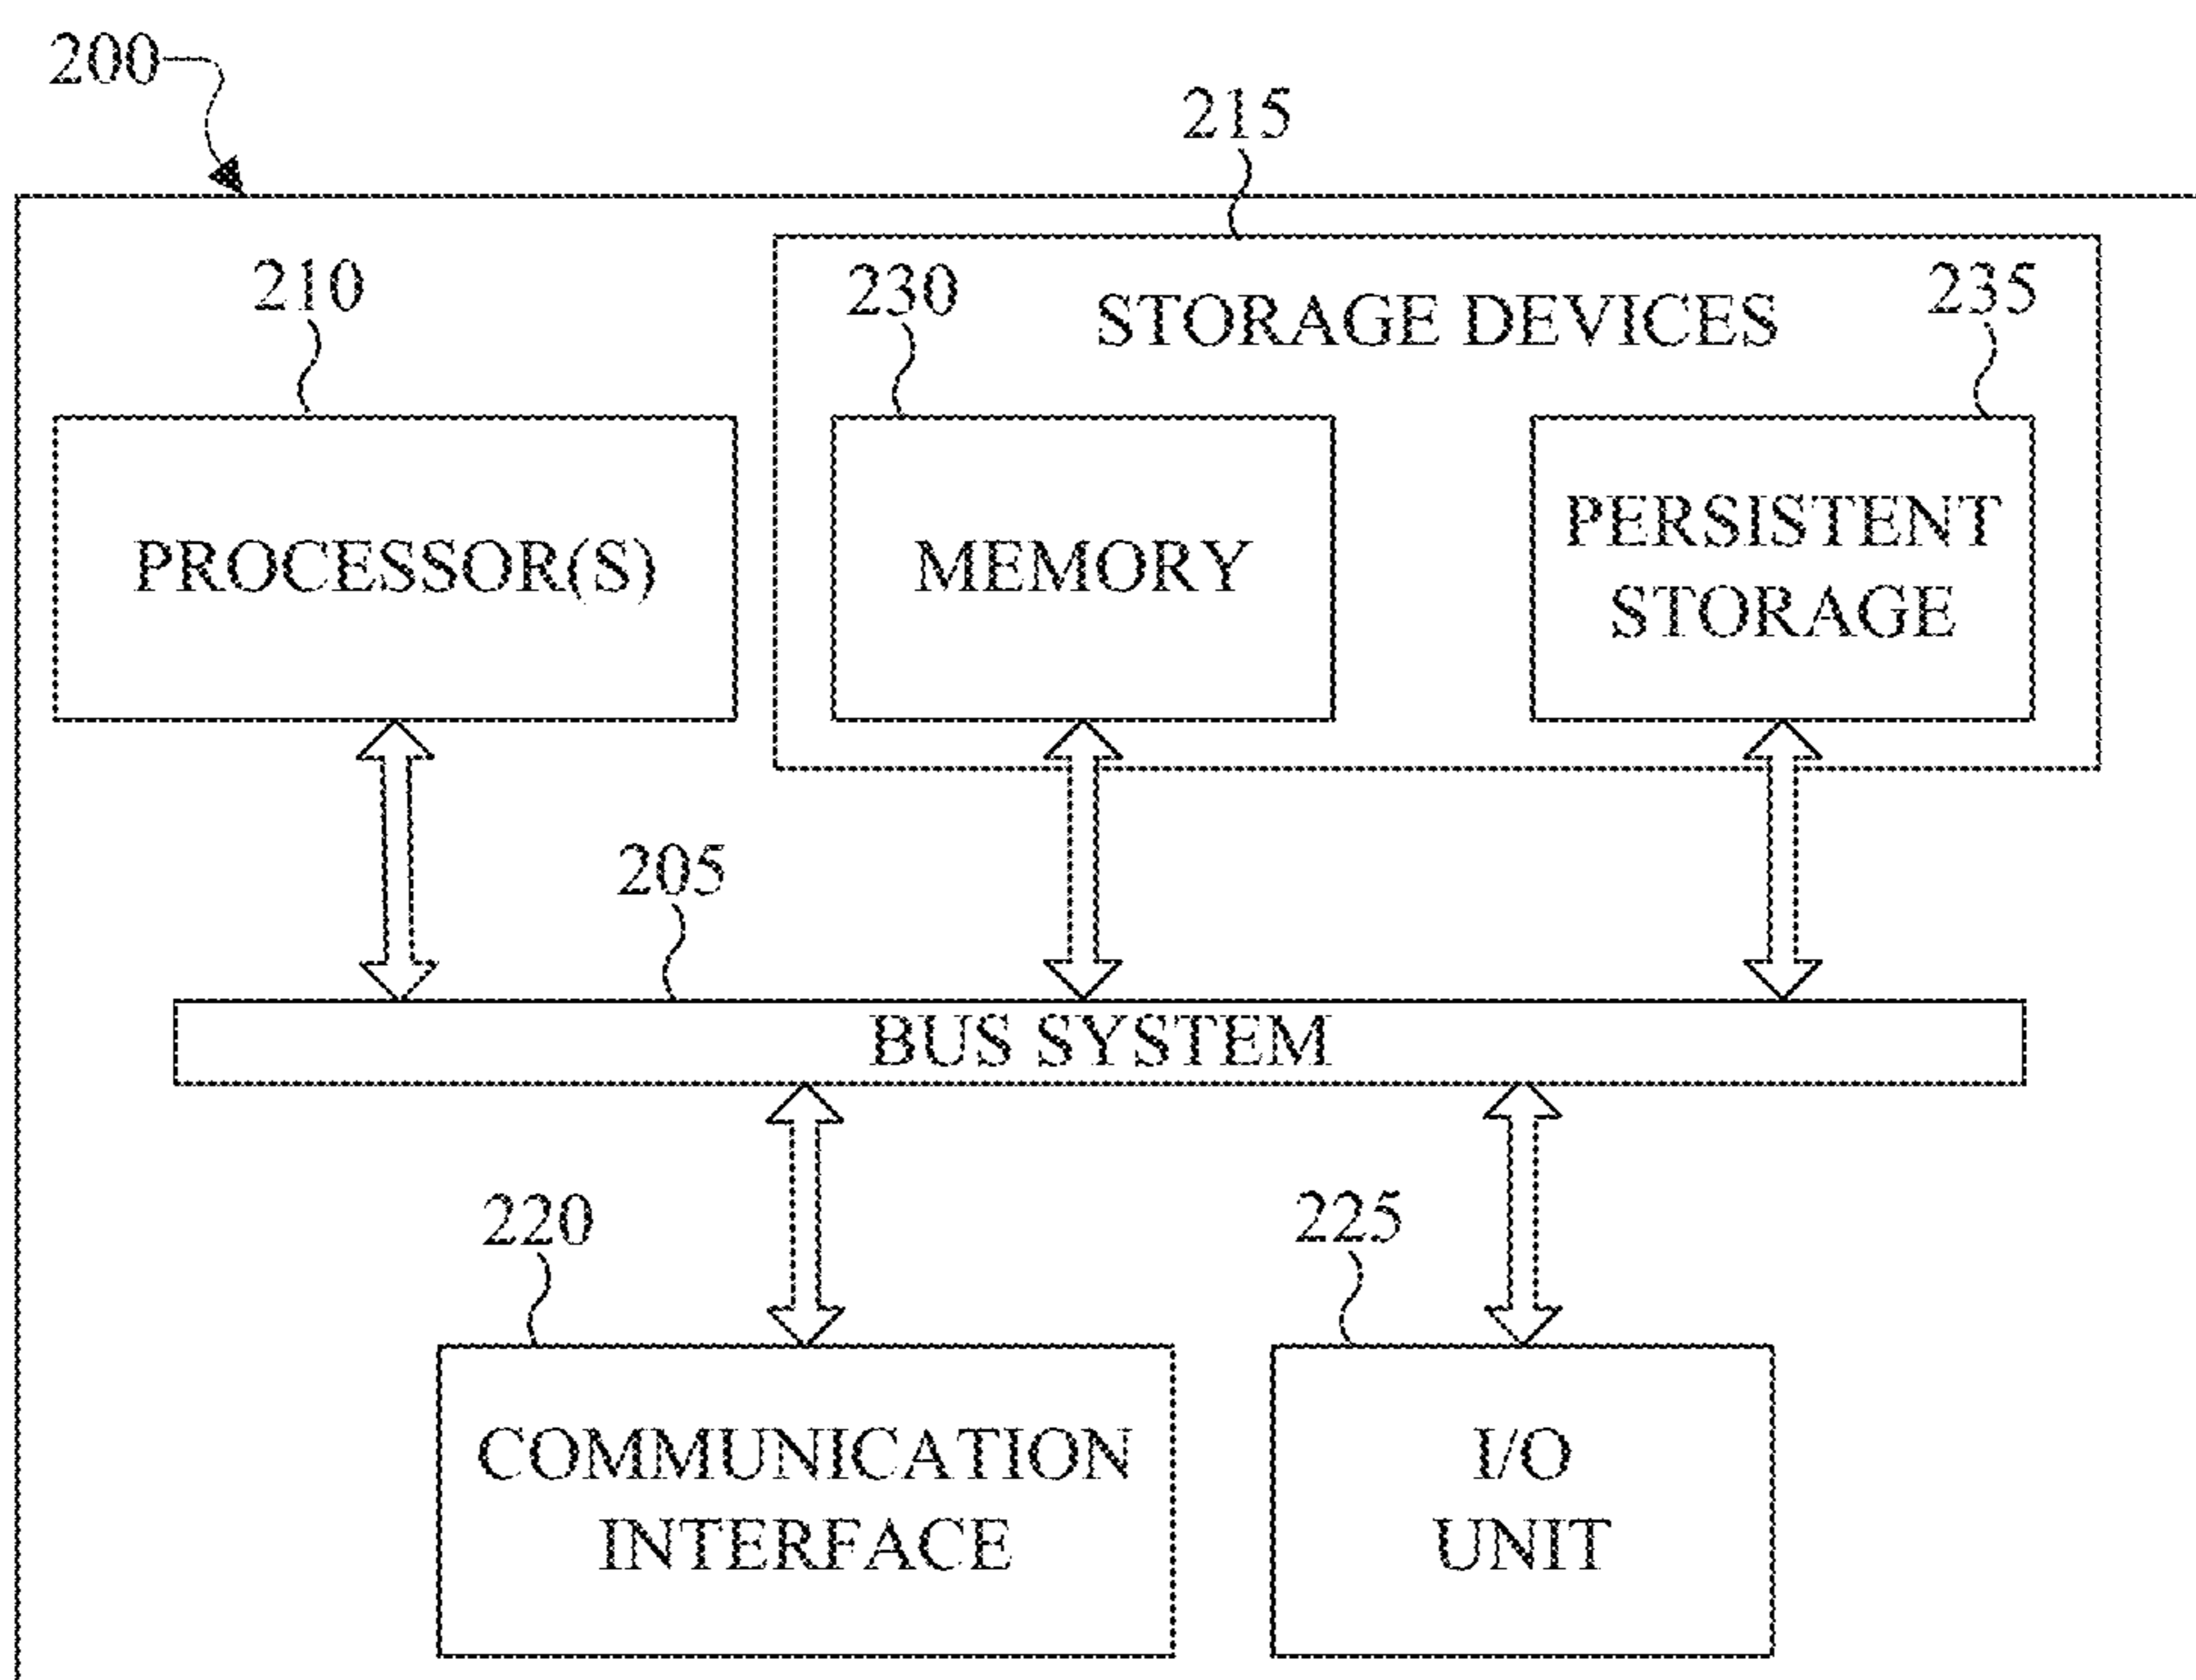 200
215
210
230
STORAGE DEVICES
235
PROCESSOR(S)
MEMORY
PERSISTENT
STORAGE
205
BUS SYSTEM
220
225
COMMUNICATION
INTERFACE
I/O
UNIT